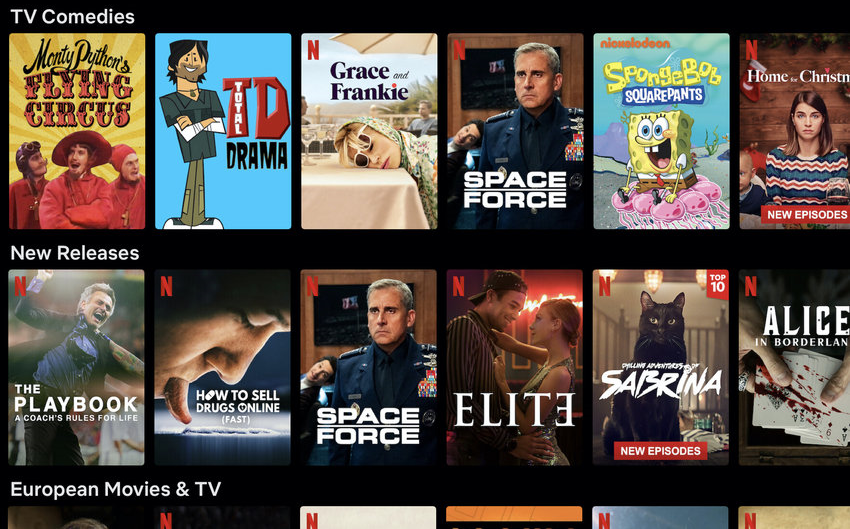 TV Comedies
Monty Python's
FLYING
CIRCUS
TOTAL
TD
DRAMA
N
Grace and
Frankie
N
SPACE
FORCE
nickelodeon
SpongeBob
SQUAREPANTS
N
Home for Christm
NEW EPISODES
New Releases
N
THE
PLAYBOOK
A COACH'S RULES FOR LIFE
N
HOW TO SELL
DRUGS ONLINE
(FAST)
N
SPACE
FORCE
N
ELITE
N
TOP
10
CHILLING ADVENTURES OF
SABRINA
NEW EPISODES
N
ALICE
IN BORDERLAN
European Movies & TV
N
N
N
N
N